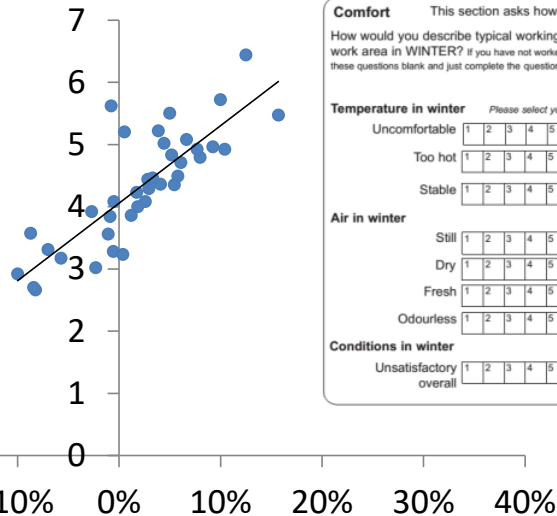 7
6
5
4
3
2
1
0
10% 0% 10% 20% 30% 40%
Comfort This section asks how
How would you describe typical working
work area in WINTER? If you have not worke
these questions blank and just complete the question
Temperature in winter Please select yo
Uncomfortable 1 2 3 4 5
Too hot 1 2 3 4 5
Stable 1 2 3 4 5
Air in winter
Still 1 2 3 4 5
Dry 1 2 3 4 5
Fresh 1 2 3 4 5
Odourless 1 2 3 4 5
Conditions in winter
Unsatisfactory 1 2 3 4 5
overall